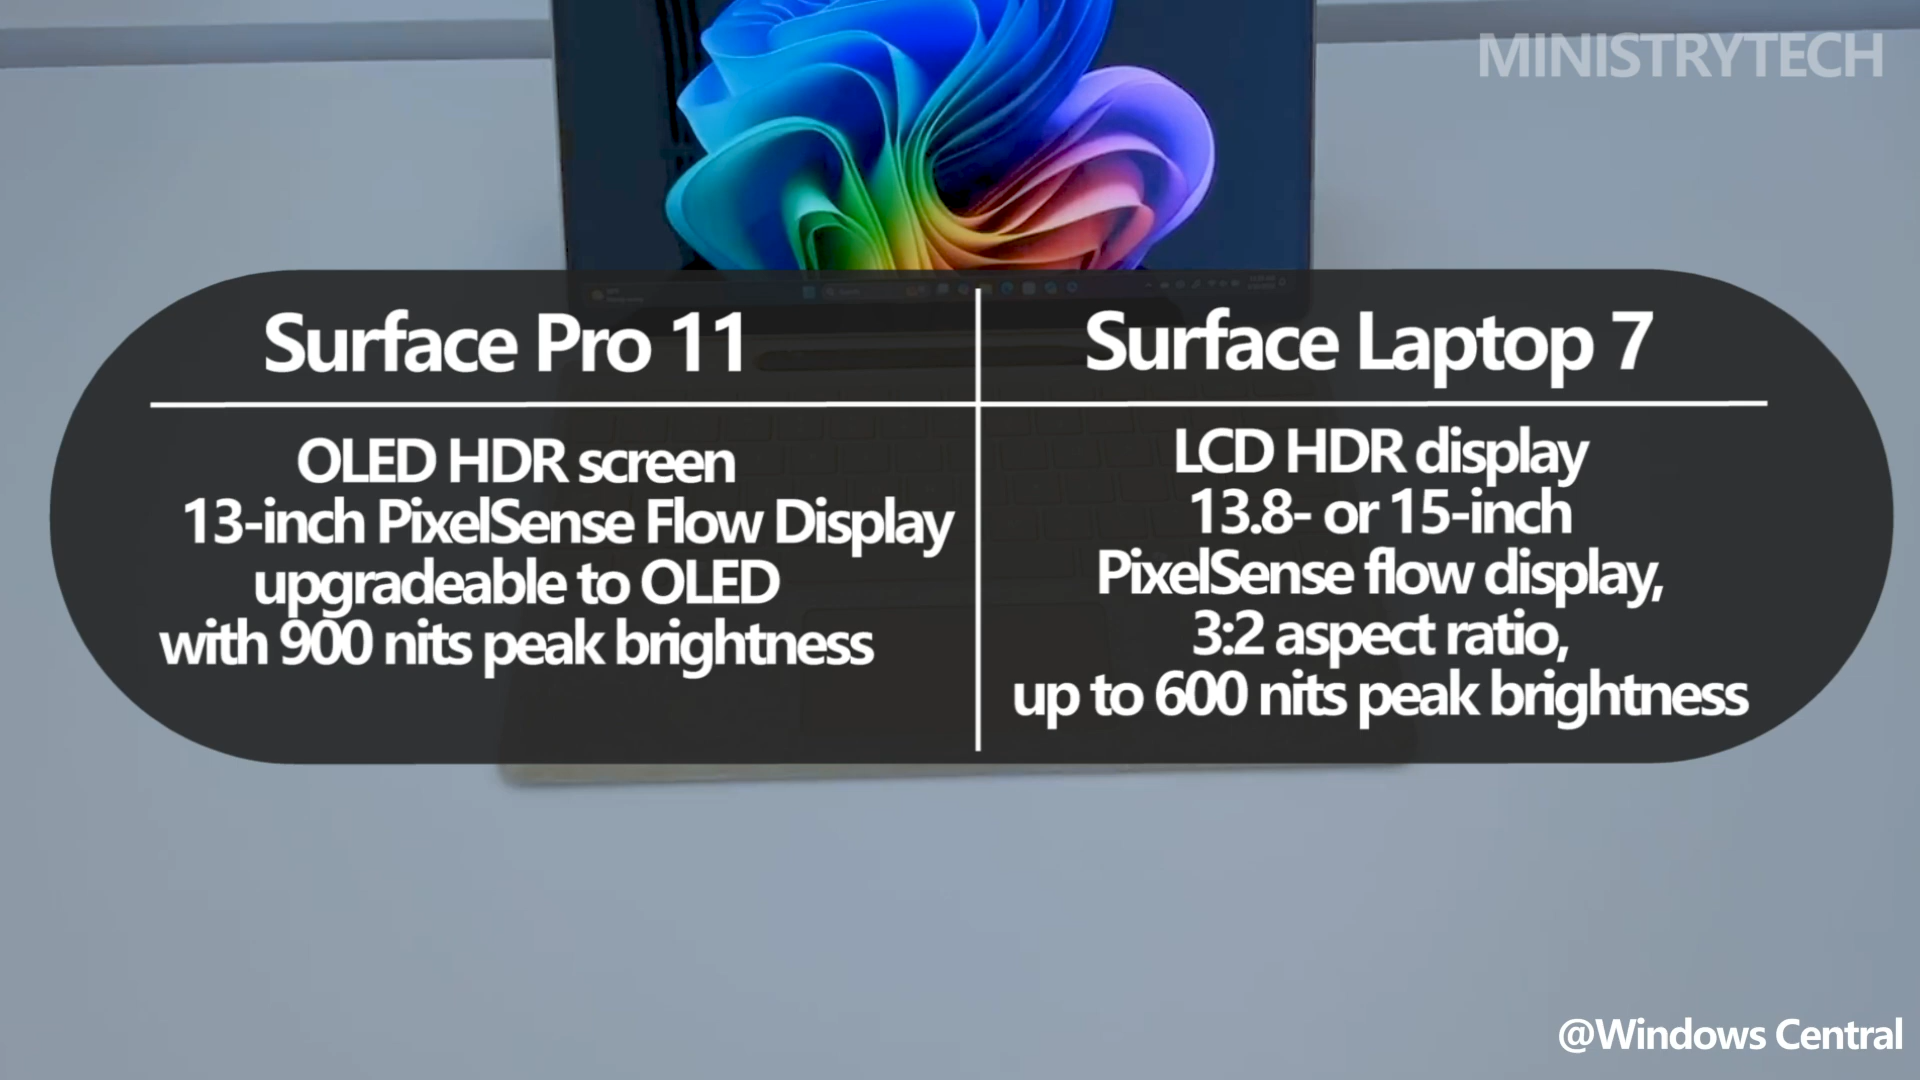 MINISTRYTECH
Surface Pro 11
OLED HDR screen
13-inch PixelSense Flow Display
upgradeable to OLED
with 900 nits peak brightness
Surface Laptop 7
LCD HDR display
13.8- or 15-inch
PixelSense flow display,
3:2 aspect ratio,
up to 600 nits peak brightness
@Windows Central